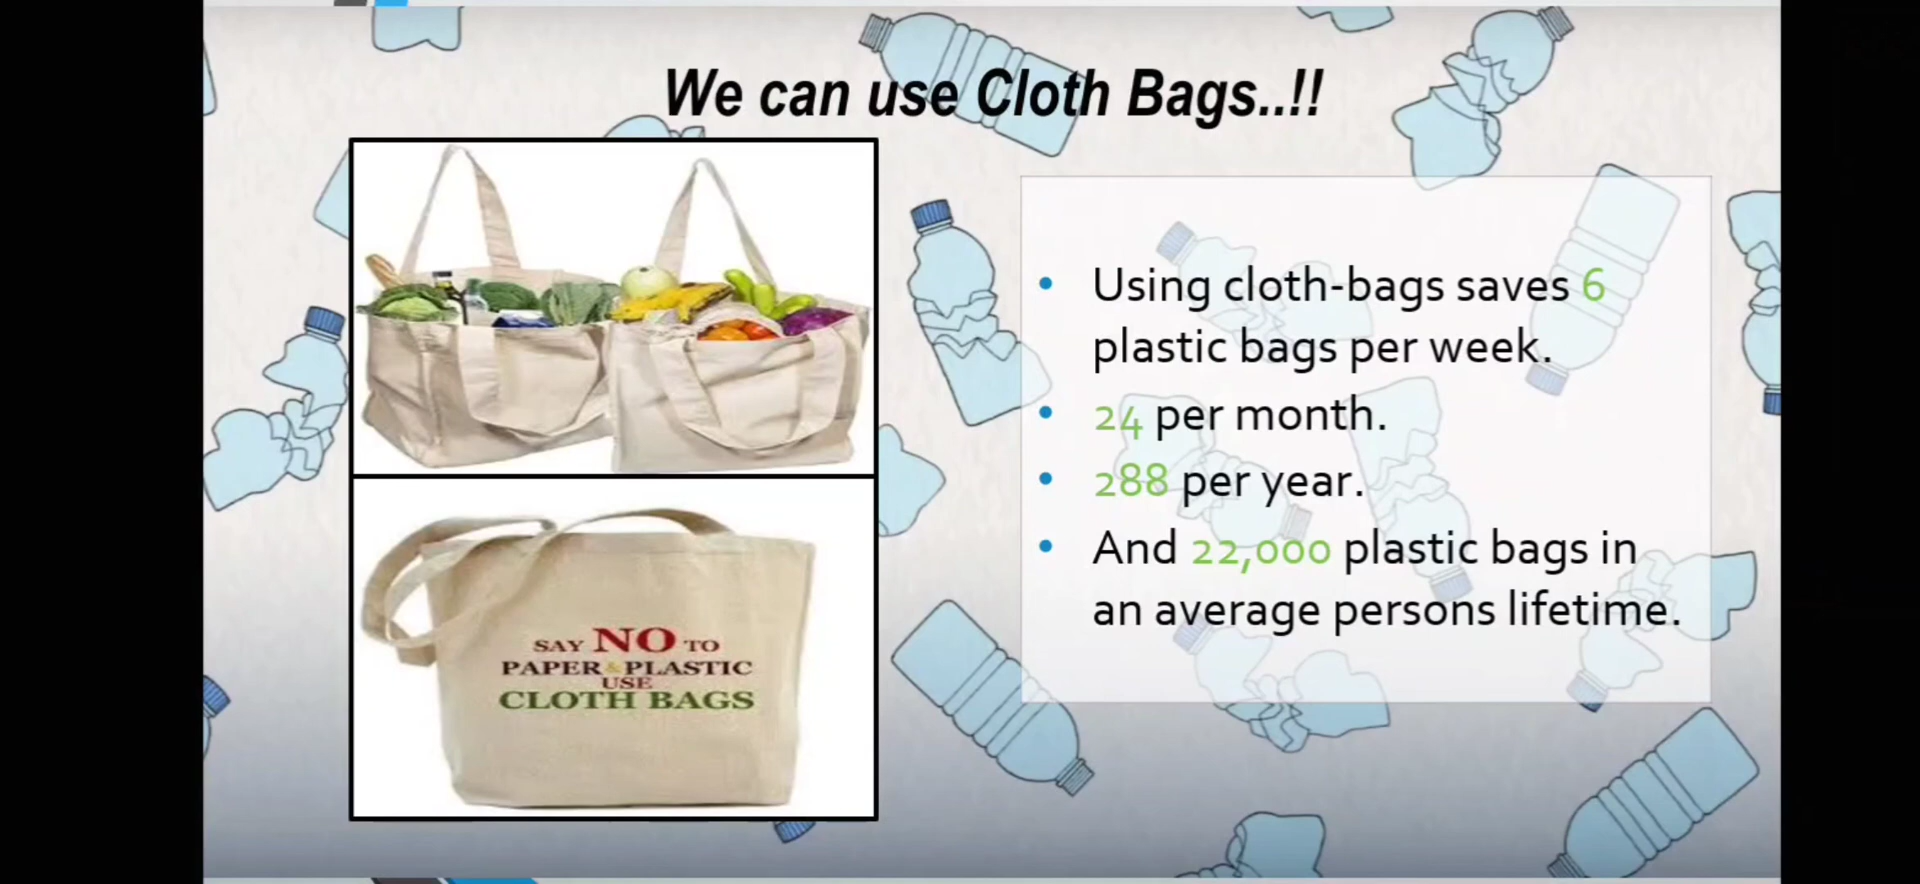 We can use Cloth Bags..!!
SAY NO TO
PAPER & PLASTIC
USE
CLOTH BAGS
• Using cloth-bags saves 6
plastic bags per week.
• 24 per month.
• 288 per year.
• And 22,000 plastic bags in
an average persons lifetime.